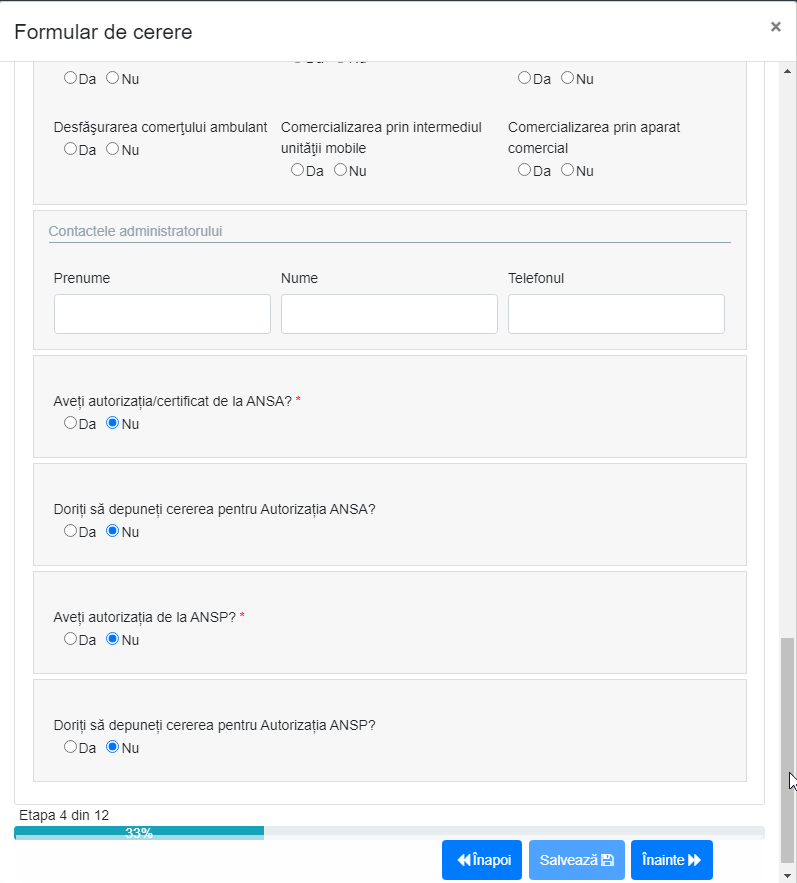 Formular de cerere
×
Da Nu Da Nu
Desfăşurarea comerţului ambulant
Da Nu
Comercializarea prin intermediul
unităţii mobile
Da Nu
Comercializarea prin aparat
comercial
Da Nu
Contactele administratorului
Prenume Nume Telefonul
Aveți autorizația/certificat de la ANSA? *
Da Nu
Doriți să depuneți cererea pentru Autorizația ANSA?
Da Nu
Aveți autorizația de la ANSP? *
Da Nu
Doriți să depuneți cererea pentru Autorizația ANSP?
Da Nu
Etapa 4 din 12
33%
Înapoi Salvează Înainte